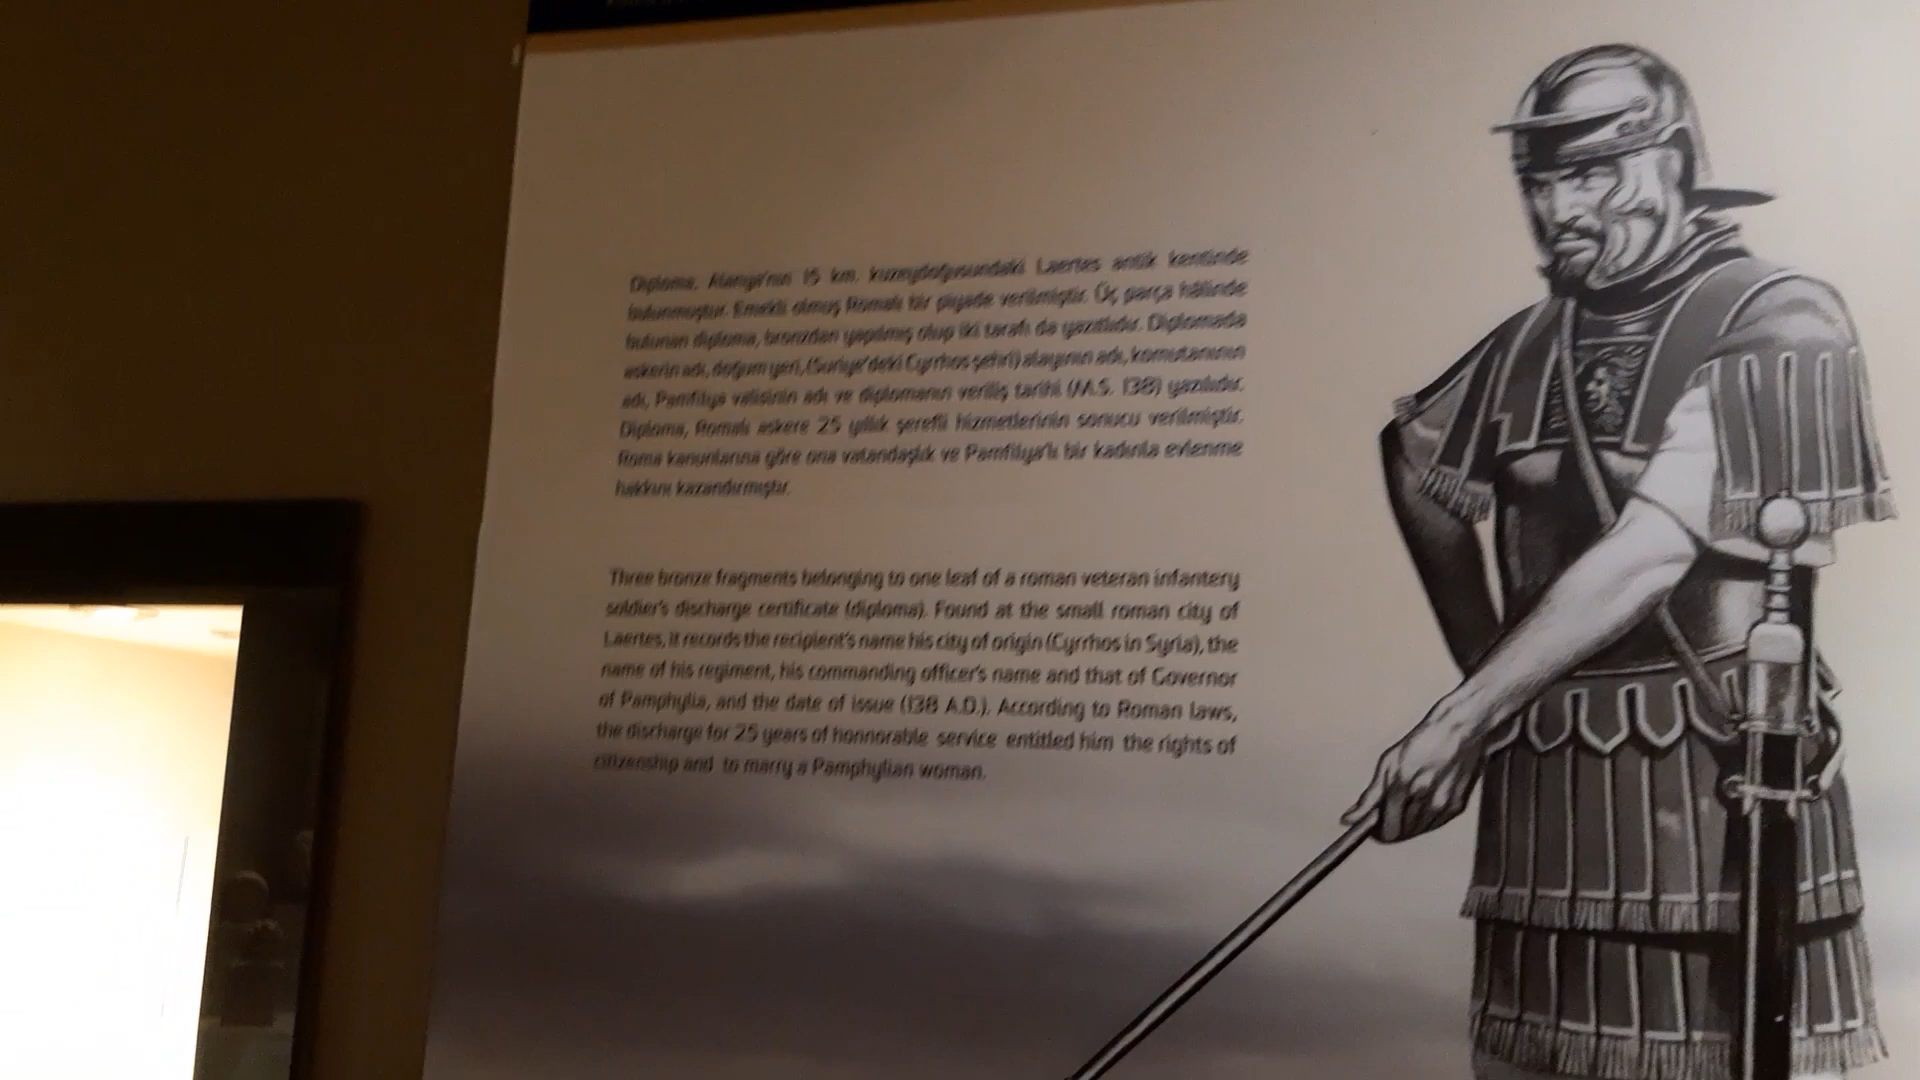 Diploma, Alanya'nın 15 km. kuzeydoğusundaki Laertes antik kentinde
bulunmuştur. Emekli olmuş Romalı bir piyade verilmiştir. Üç parça hâlinde
bulunan diploma, bronzdan yapılmış olup iki tarafı da yazıtlıdır. Diplomada
askerin adı, doğum yeri, (Suriye'deki Cyrrhos şehri) alayının adı, komutanının
adı, Pamfilya valisinin adı ve diplomanın veriliş tarihi (M.S. 138) yazılıdır.
Diploma, Romalı askere 25 yıllık şerefli hizmetlerinin sonucu verilmiştir.
Roma kanunlarına göre ona vatandaşlık ve Pamfilya'lı bir kadınla evlenme
hakkını kazandırmıştır.
Three bronze fragments belonging to one leaf of a roman veteran infantery
soldier's discharge certificate (diploma). Found at the small roman city of
Laertes, it records the recipient's name his city of origin (Cyrrhos in Syria), the
name of his regiment, his commanding officer's name and that of Governor
of Pamphylia, and the date of issue (138 A.D.). According to Roman laws,
the discharge for 25 years of honnorable service entitled him the rights of
citizenship and to marry a Pamphylian woman.